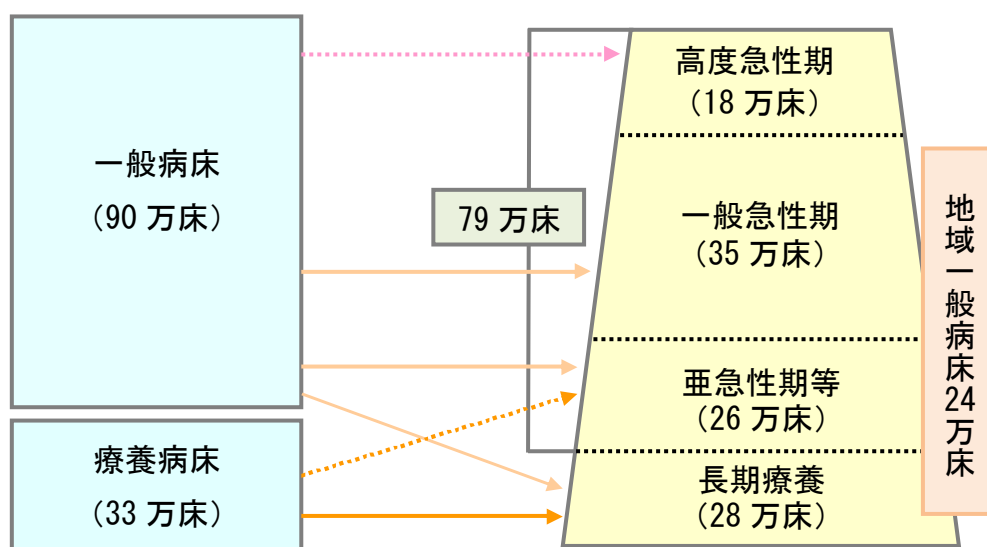 一般病床
（90 万床）
療養病床
（33 万床）
79 万床
高度急性期
（18 万床）
一般急性期
（35 万床）
亜急性期等
（26 万床）
長期療養
（28 万床）
地域一般病床24万床